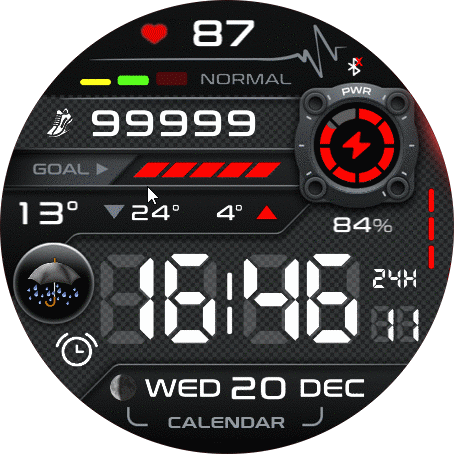 87
NORMAL
PWR
99999
GOAL
13° 24° 4°
84%
16:46
24H
11
WED 20 DEC
CALENDAR